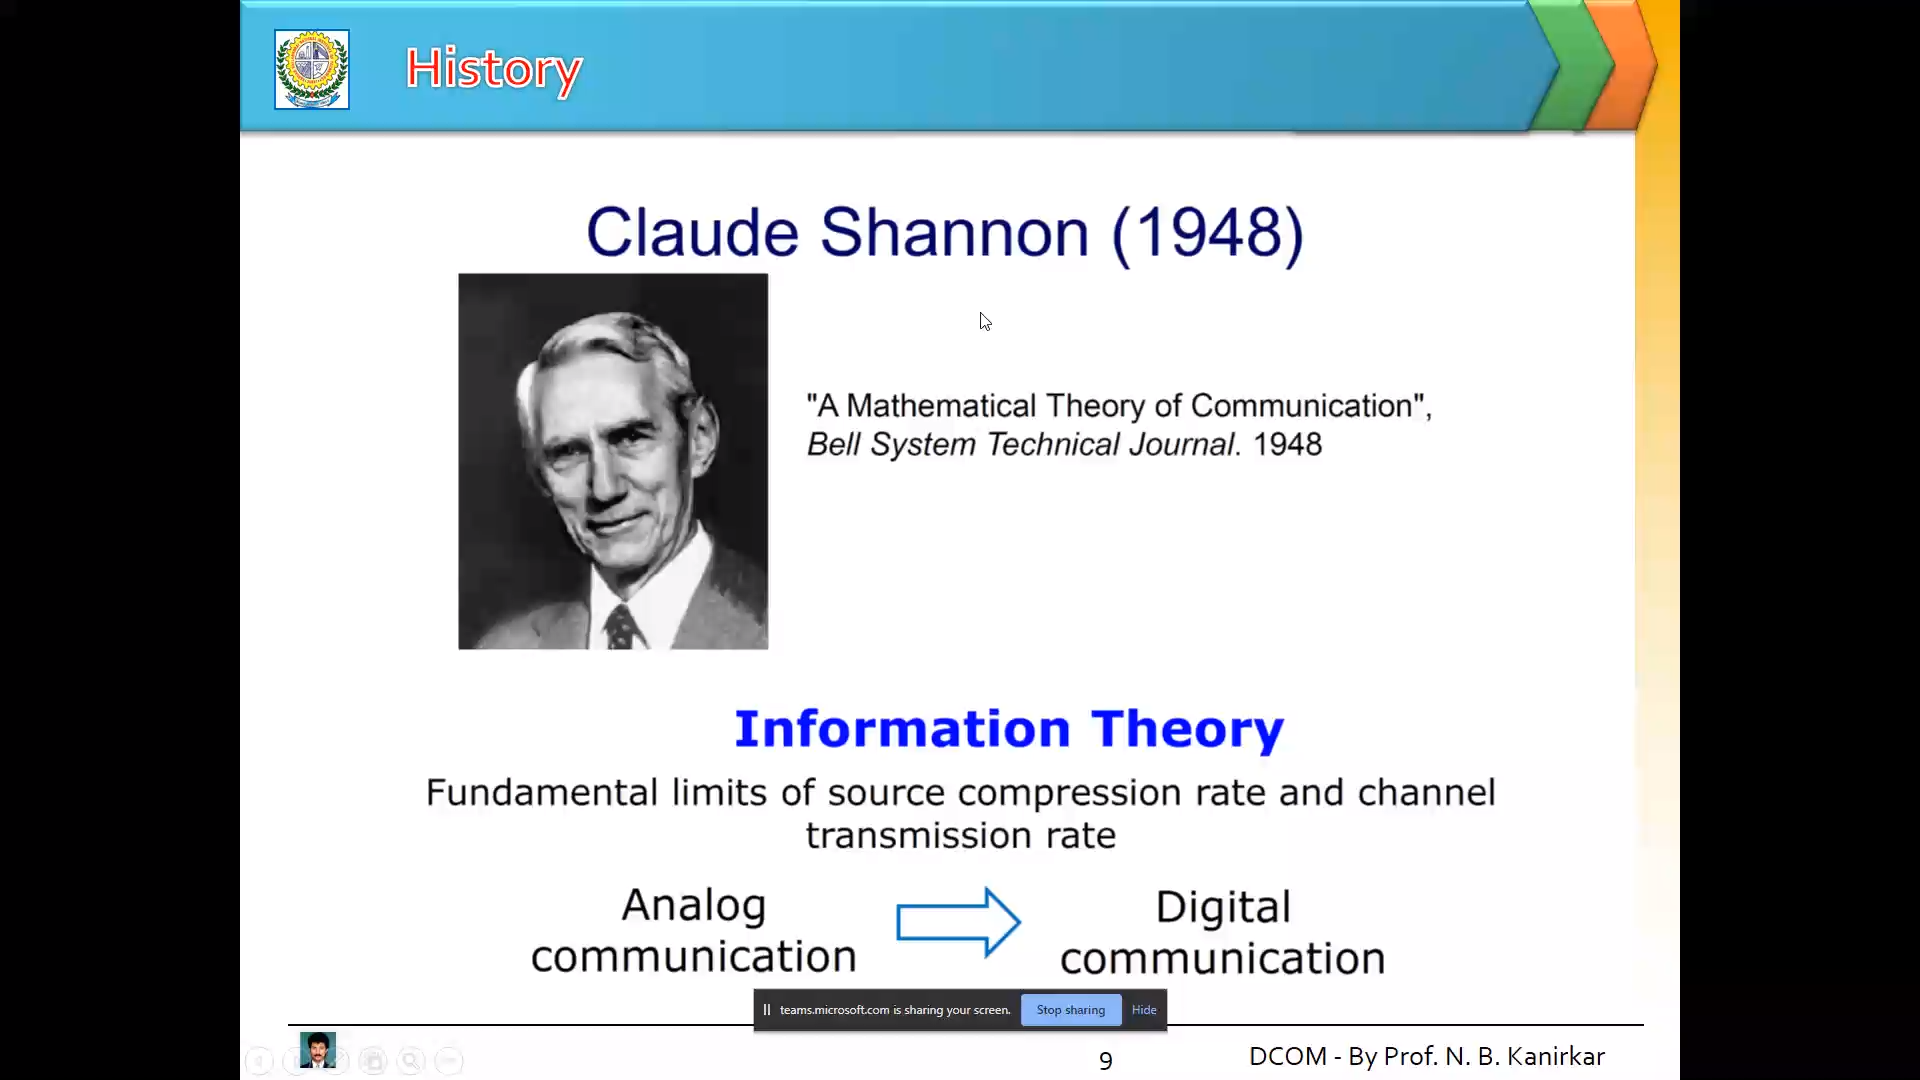 History
Claude Shannon (1948)
"A Mathematical Theory of Communication",
Bell System Technical Journal. 1948
Information Theory
Fundamental limits of source compression rate and channel
transmission rate
Analog
communication
Digital
communication
teams.microsoft.com is sharing your screen.
Stop sharing
Hide
9
DCOM - By Prof. N. B. Kanirkar